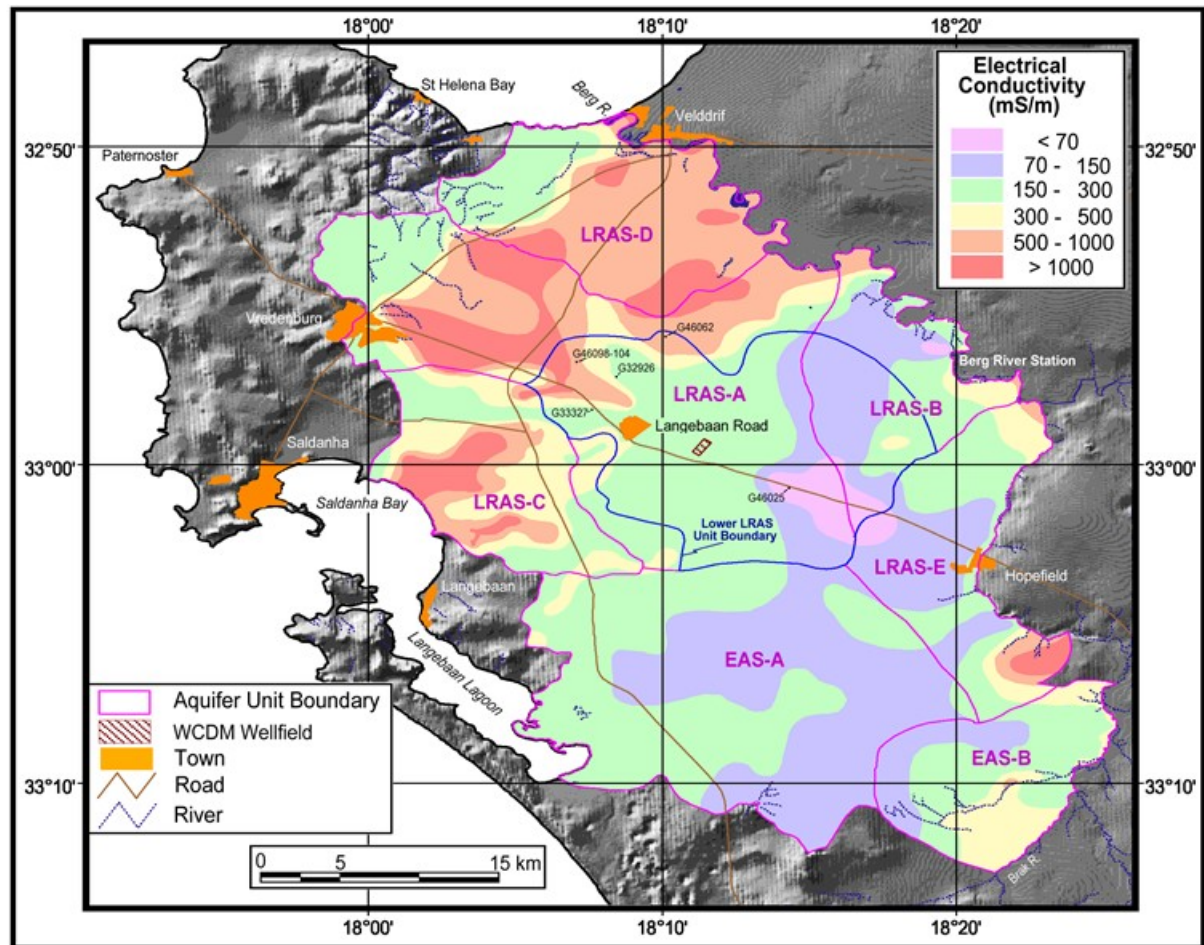 18°00'
18°10'
18°20'
32°50'
33°00'
33°10'
32°50'
33°00'
33°10'
18°00'
18°10'
18°20'
Electrical
Conductivity
(mS/m)
< 70
70 - 150
150 - 300
300 - 500
500 - 1000
> 1000
St Helena Bay
Berg R.
Velddrif
Paternoster
LRAS-D
Vredenburg
G46062
G46098-104
G32926
Berg River Station
LRAS-A
LRAS-B
G33327
Langebaan Road
Saldanha
Saldanha Bay
LRAS-C
G46025
Lower LRAS
Unit Boundary
LRAS-E
Hopefield
Langebaan
Langebaan Lagoon
EAS-A
EAS-B
Brak R.
Aquifer Unit Boundary
WCDM Wellfield
Town
Road
River
0 5 15 km